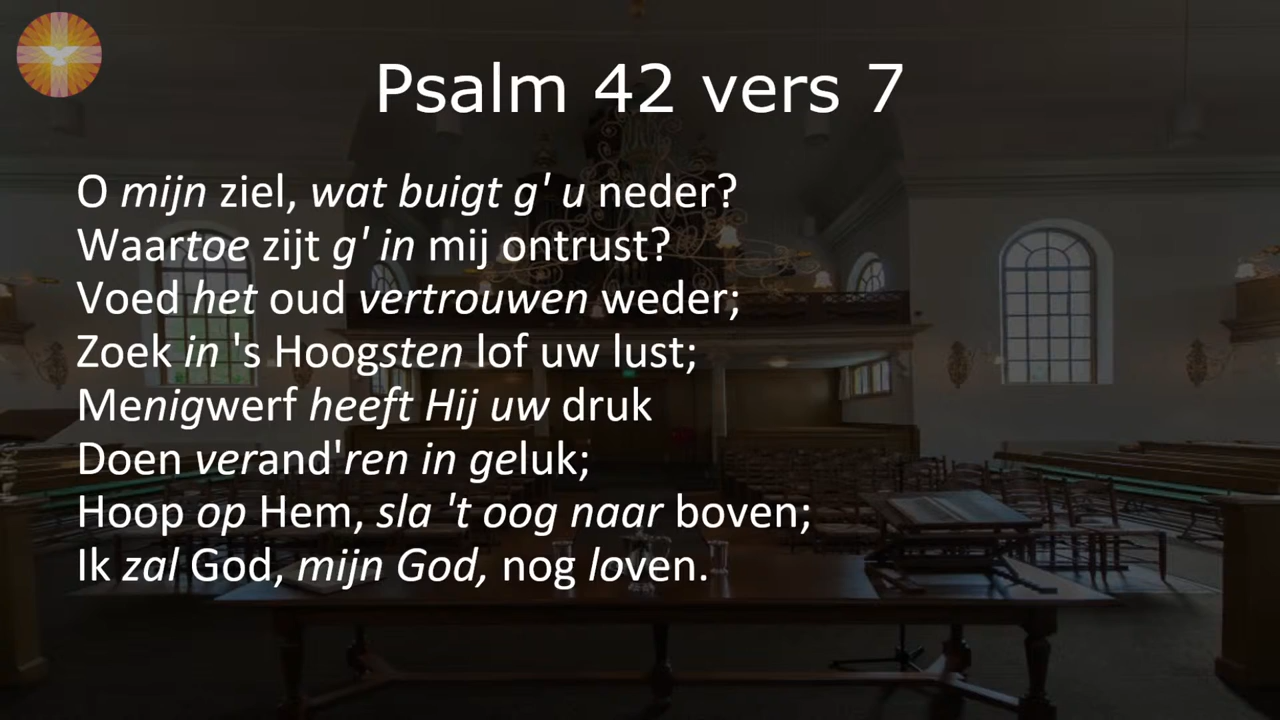 Psalm 42 vers 7
O mijn ziel, wat buigt g' u neder?
Waartoe zijt g' in mij ontrust?
Voed het oud vertrouwen weder;
Zoek in 's Hoogsten lof uw lust;
Menigwerf heeft Hij uw druk
Doen verand'ren in geluk;
Hoop op Hem, sla 't oog naar boven;
Ik zal God, mijn God, nog loven.